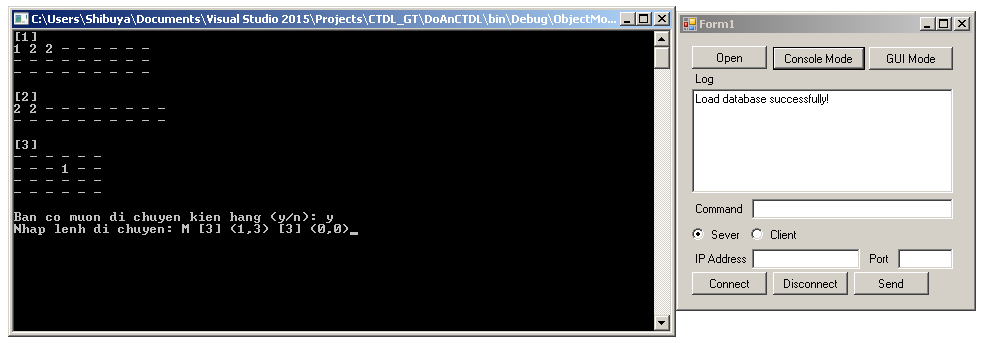 C:\Users\Shibuya\Documents\Visual Studio 2015\Projects\CTDL_GT\DoAnCTDL\bin\Debug\ObjectMo...
[1]
1 2 2 - - - - - -
- - - - - - - - -
- - - - - - - - -
[2]
2 2 - - - - - - - - -
- - - - - - - - - - -
[3]
- - - - - -
- - - 1 - -
- - - - - -
- - - - - -
Ban co muon di chuyen kien hang (y/n): y
Nhap lenh di chuyen: M [3] (1,3) [3] (0,0)_
Form1
Open Console Mode GUI Mode
Log
Load database successfully!
Command
Sever Client
IP Address Port
Connect Disconnect Send